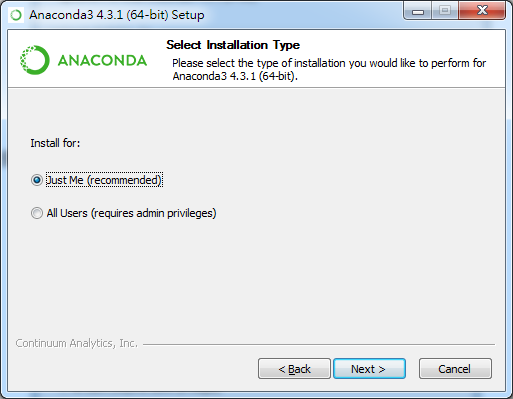 Anaconda3 4.3.1 (64-bit) Setup
ANACONDA
Select Installation Type
Please select the type of installation you would like to perform for
Anaconda3 4.3.1 (64-bit).
Install for:
Just Me (recommended)
All Users (requires admin privileges)
Continuum Analytics, Inc.
< Back
Next >
Cancel